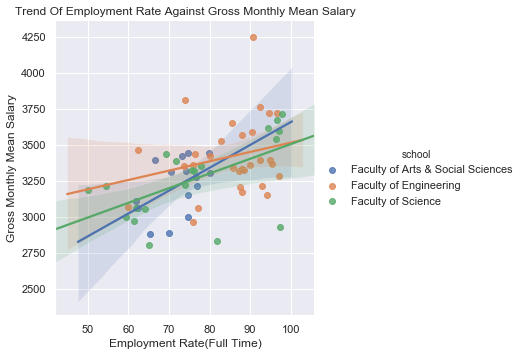 Trend Of Employment Rate Against Gross Monthly Mean Salary
4250
4000
3750
3500
3250
3000
2750
2500
Gross Monthly Mean Salary
50 60 70 80 90 100
Employment Rate(Full Time)
school
Faculty of Arts & Social Sciences
Faculty of Engineering
Faculty of Science